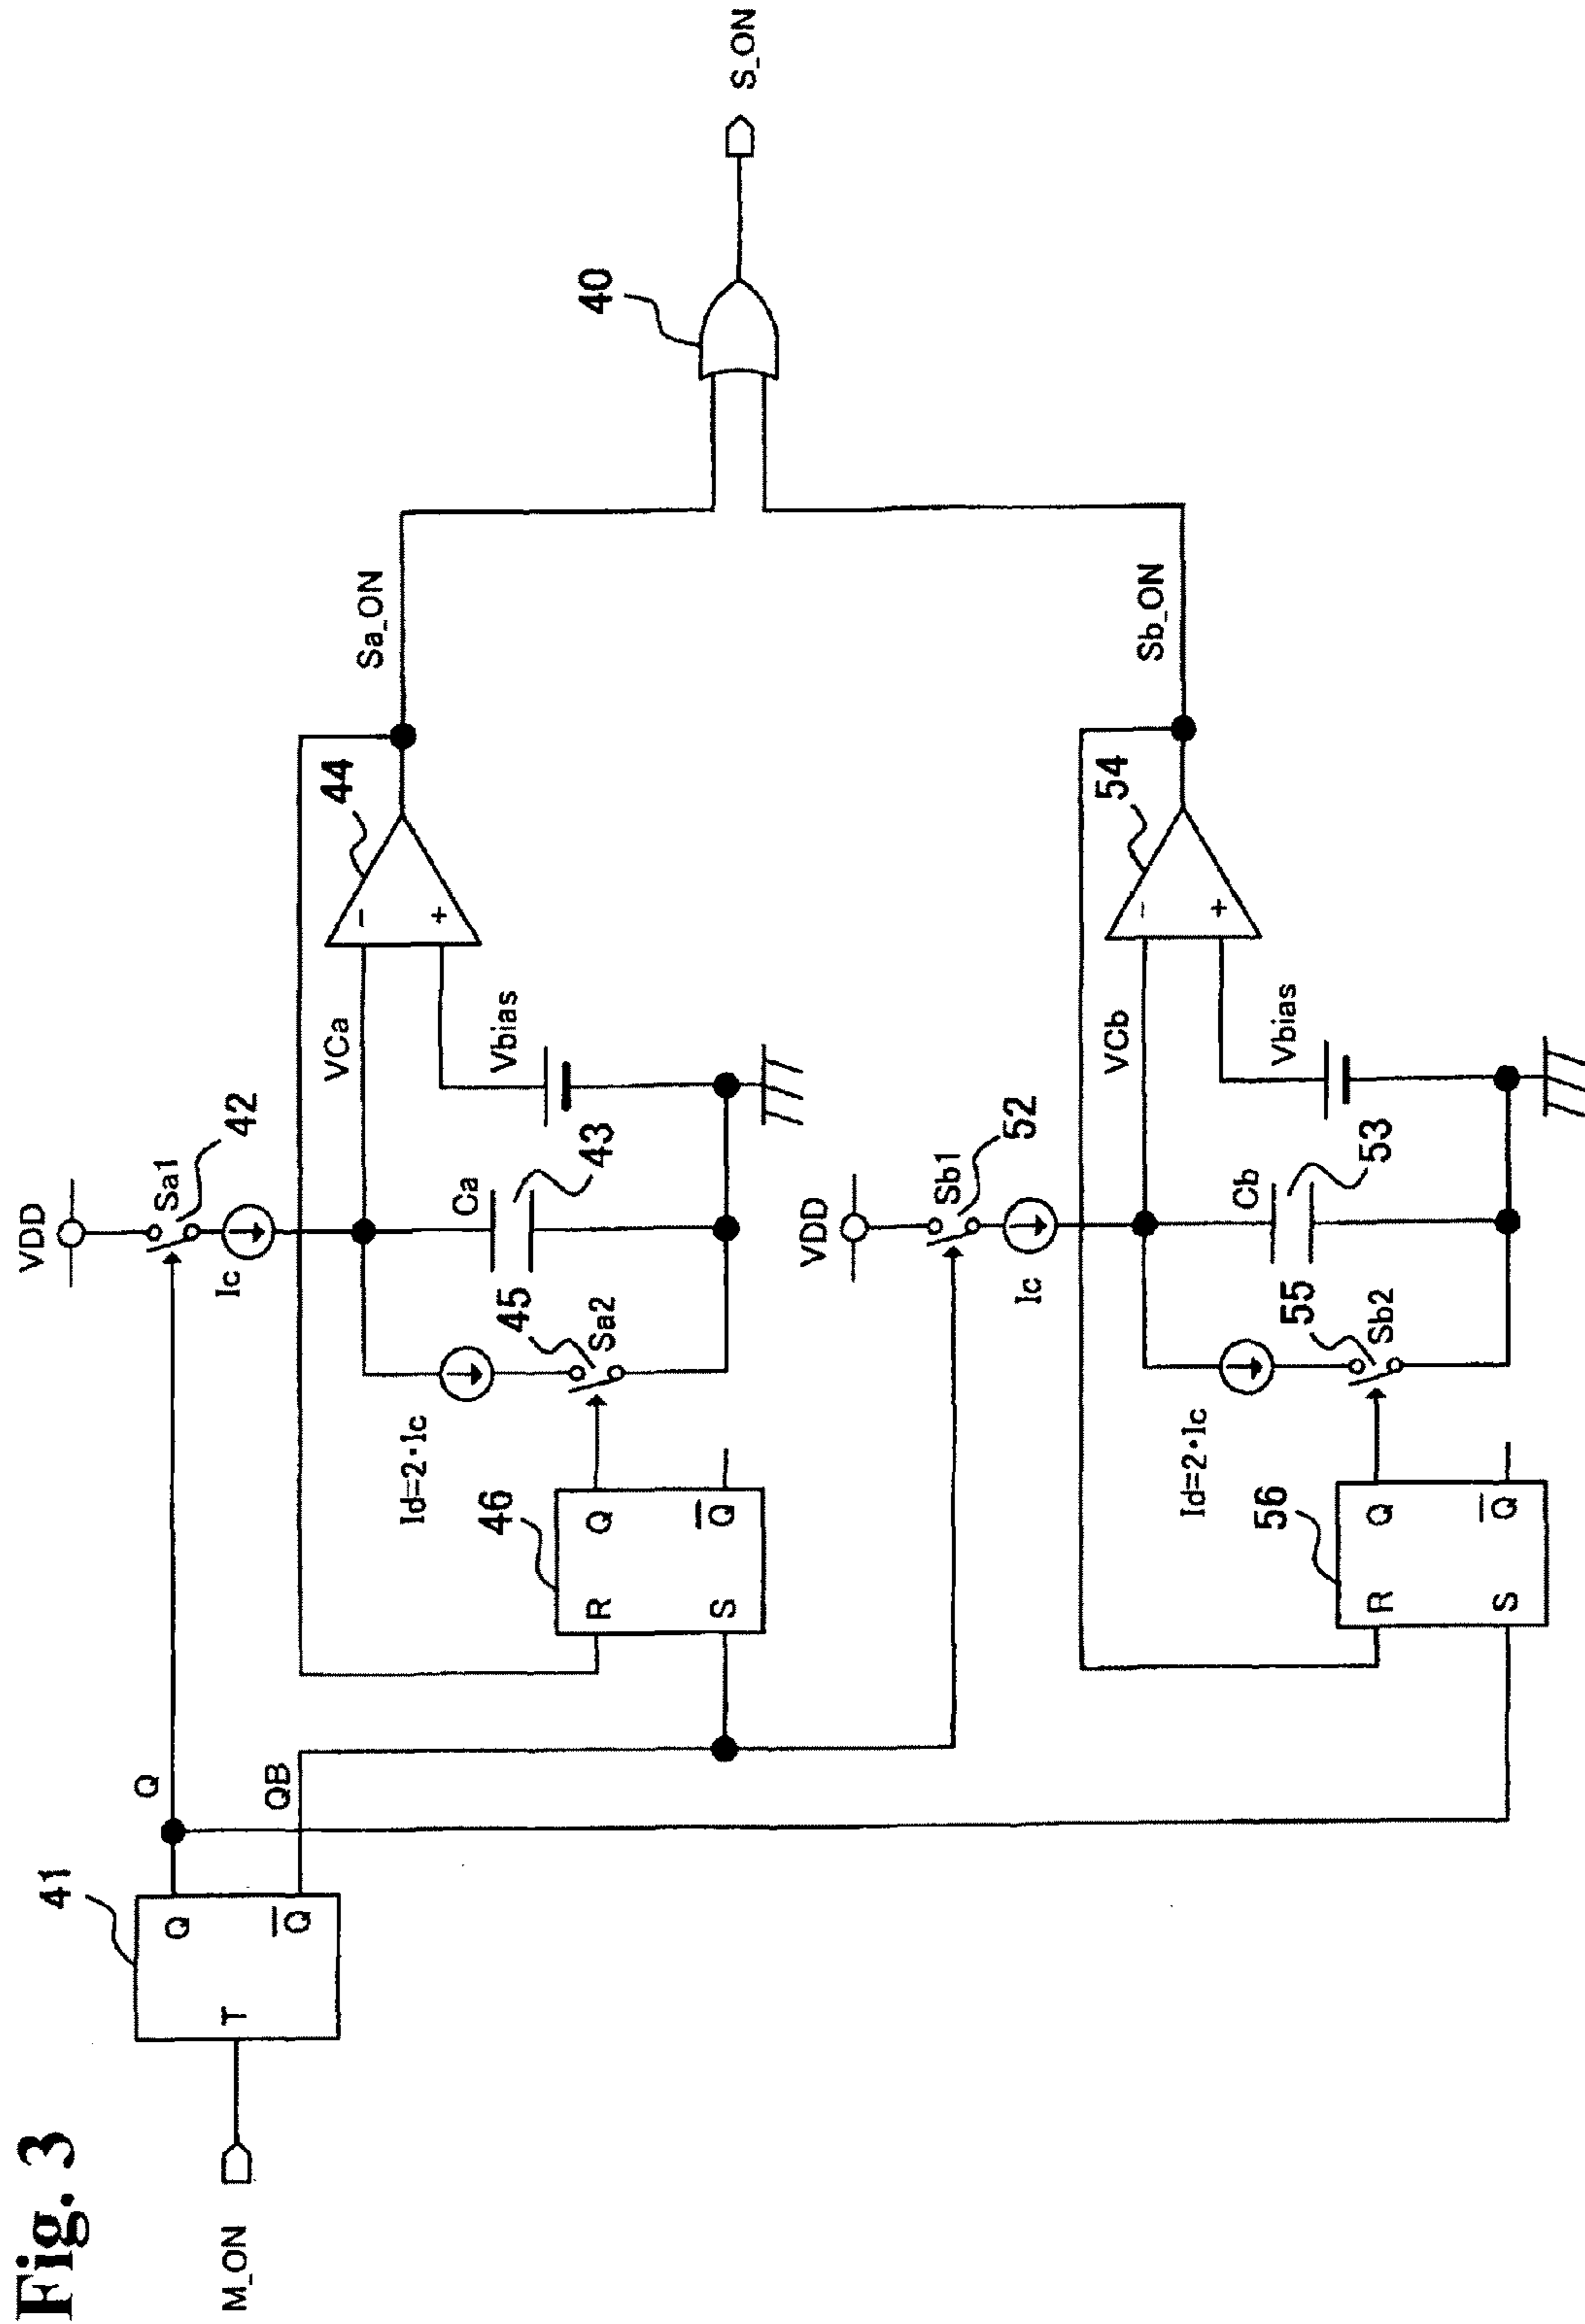 Fig. 3
M_ON
41
T
Q
Q
Q
QB
VDD
Sa1
42
Ic
VCa
Ca
43
45
Sa2
Id=2·Ic
46
R
Q
S
Q
Vbias
44
-
+
Sa_ON
40
S_ON
VDD
Sb1
52
Ic
VCb
Cb
53
55
Sb2
Id=2·Ic
56
R
Q
S
Q
Vbias
54
-
+
Sb_ON